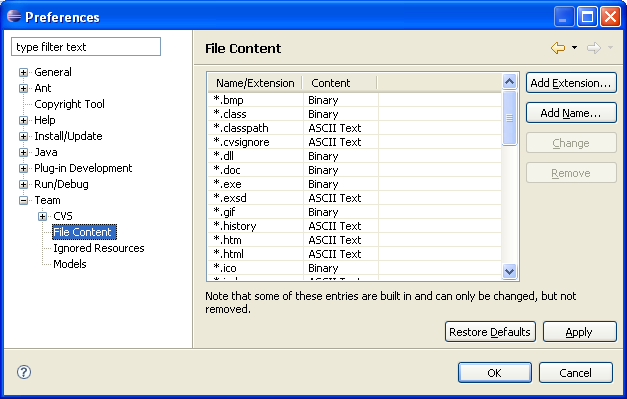 Preferences
type filter text
File Content
General
Ant
Copyright Tool
Help
Install/Update
Java
Plug-in Development
Run/Debug
Team
CVS
File Content
Ignored Resources
Models
Name/Extension Content
*.bmp Binary
*.class Binary
*.classpath ASCII Text
*.cvsignore ASCII Text
*.dll Binary
*.doc Binary
*.exe Binary
*.exsd ASCII Text
*.gif Binary
*.history ASCII Text
*.htm ASCII Text
*.html ASCII Text
*.ico Binary
Add Extension...
Add Name...
Change
Remove
Note that some of these entries are built in and can only be changed, but not
removed.
Restore Defaults
Apply
?
OK
Cancel